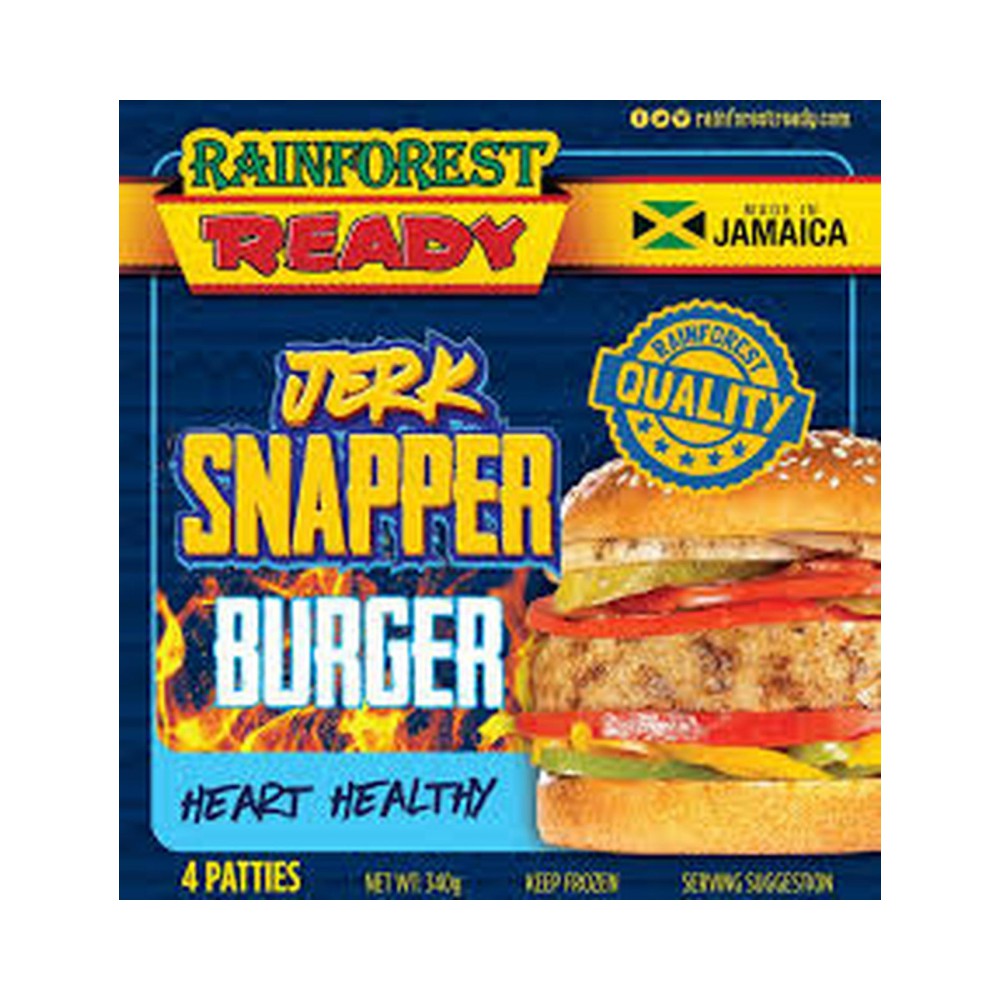 rainforestready.com
RAINFOREST
READY
MADE IN
JAMAICA
RAINFOREST
QUALITY
JERK
SNAPPER
BURGER
HEART HEALTHY
4 PATTIES
NET WT: 340g
KEEP FROZEN
SERVING SUGGESTION